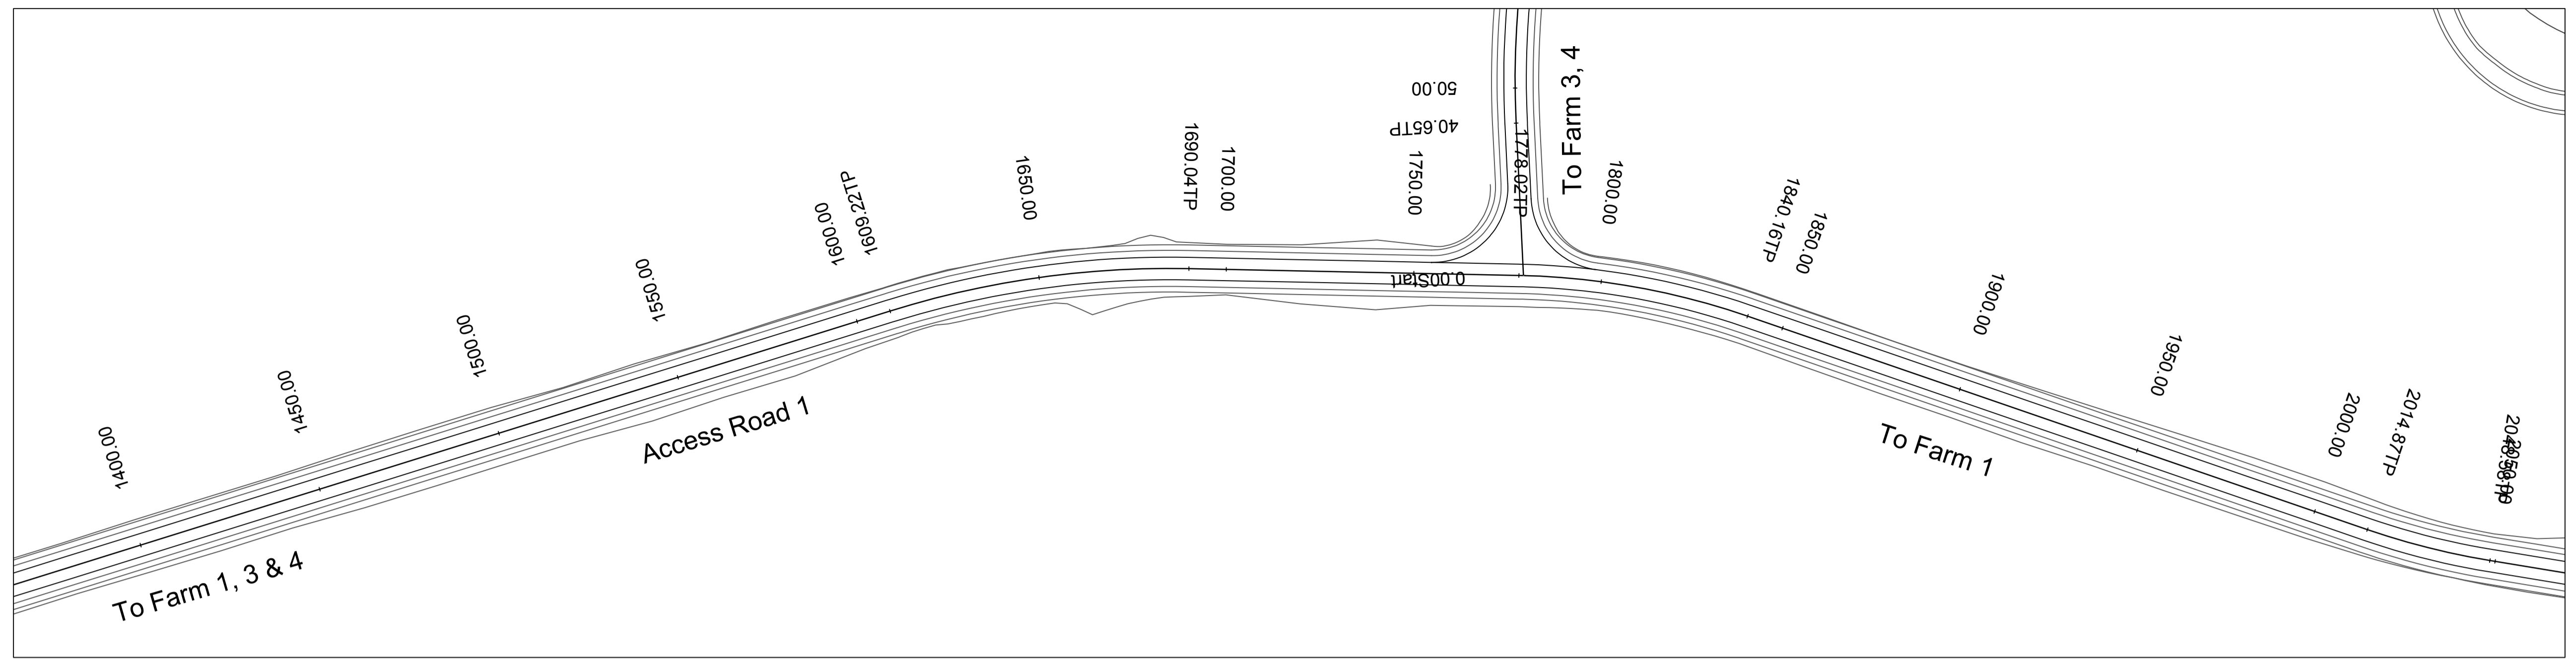 1400.00
1450.00
1500.00
1550.00
1600.00
1609.22TP
1650.00
1690.04TP
1700.00
1750.00
50.00
40.65TP
0.00Start
1778.02TP
To Farm 3, 4
1800.00
1840.16TP
1850.00
1900.00
1950.00
2000.00
2014.87TP
2050.00
To Farm 1, 3 & 4
Access Road 1
To Farm 1